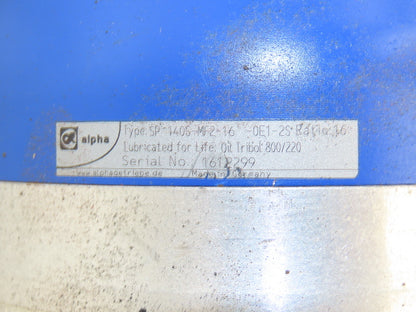 alpha
Type: SP 140S-MF2-16 -0E1-2S Ratio: 16
Lubricated for Life: Oil Tribol 800/220
Serial No.: 1612299
www.alphagetriebe.de Made in Germany